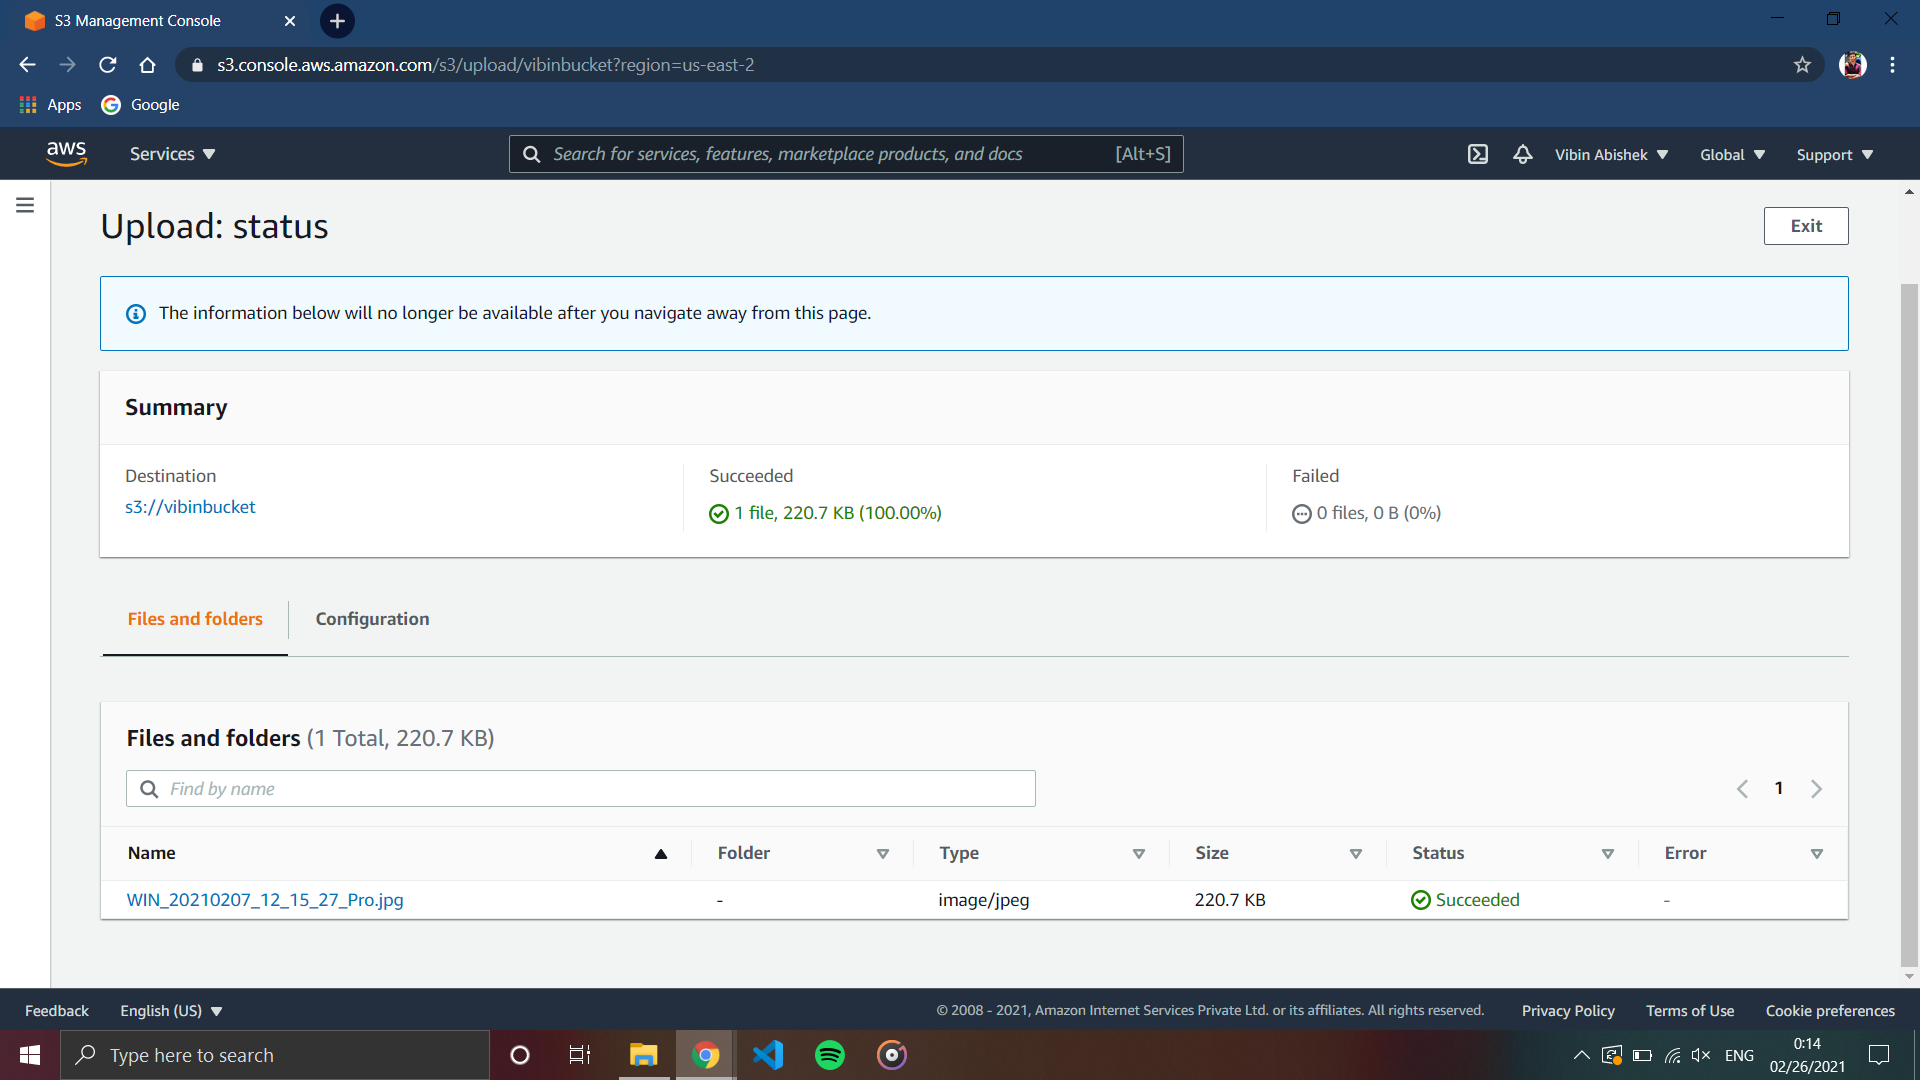 S3 Management Console
s3.console.aws.amazon.com/s3/upload/vibinbucket?region=us-east-2
Apps Google
aws Services Search for services, features, marketplace products, and docs [Alt+S] Vibin Abishek Global Support
Upload: status Exit
The information below will no longer be available after you navigate away from this page.
Summary
Destination Succeeded Failed
s3://vibinbucket 1 file, 220.7 KB (100.00%) 0 files, 0 B (0%)
Files and folders Configuration
Files and folders (1 Total, 220.7 KB)
Find by name 1
Name Folder Type Size Status Error
WIN_20210207_12_15_27_Pro.jpg - image/jpeg 220.7 KB Succeeded -
Feedback English (US) © 2008 - 2021, Amazon Internet Services Private Ltd. or its affiliates. All rights reserved. Privacy Policy Terms of Use Cookie preferences
Type here to search ENG 0:14
02/26/2021